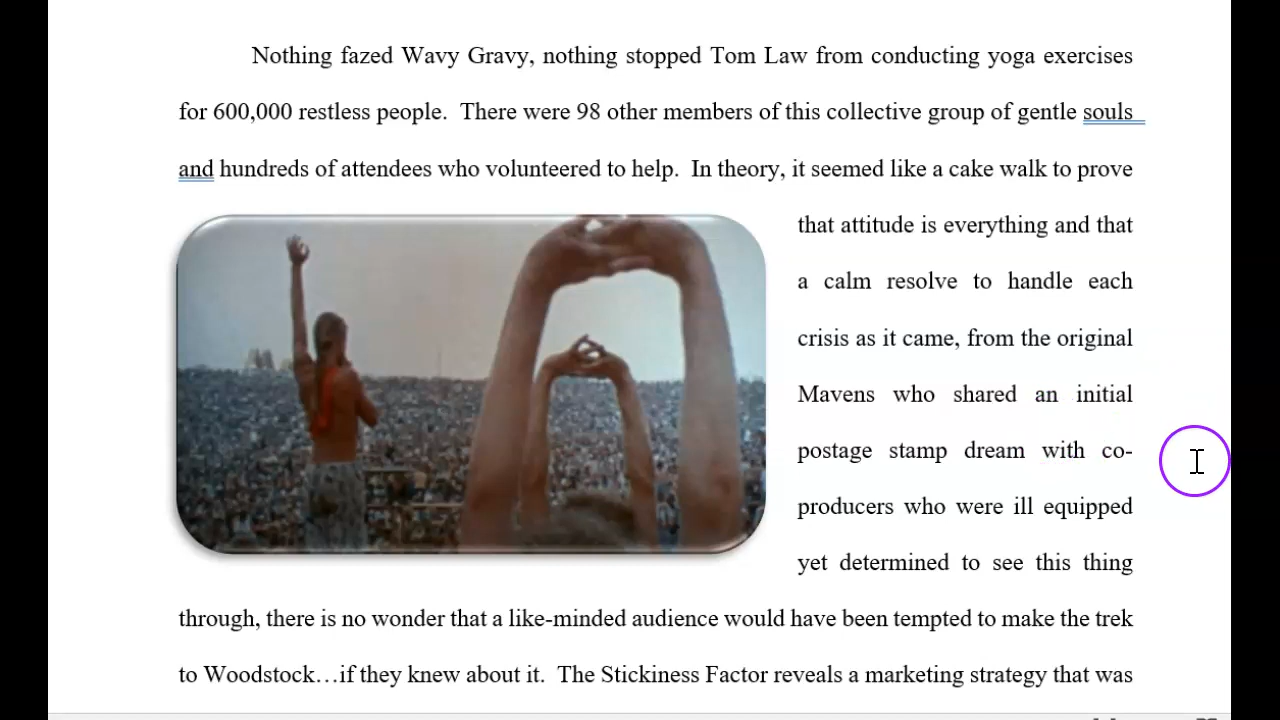 Nothing fazed Wavy Gravy, nothing stopped Tom Law from conducting yoga exercises
for 600,000 restless people.  There were 98 other members of this collective group of gentle souls
and hundreds of attendees who volunteered to help.  In theory, it seemed like a cake walk to prove
that attitude is everything and that
a calm resolve to handle each
crisis as it came, from the original
Mavens who shared an initial
postage stamp dream with co-
producers who were ill equipped
yet determined to see this thing
through, there is no wonder that a like-minded audience would have been tempted to make the trek
to Woodstock…if they knew about it.  The Stickiness Factor reveals a marketing strategy that was